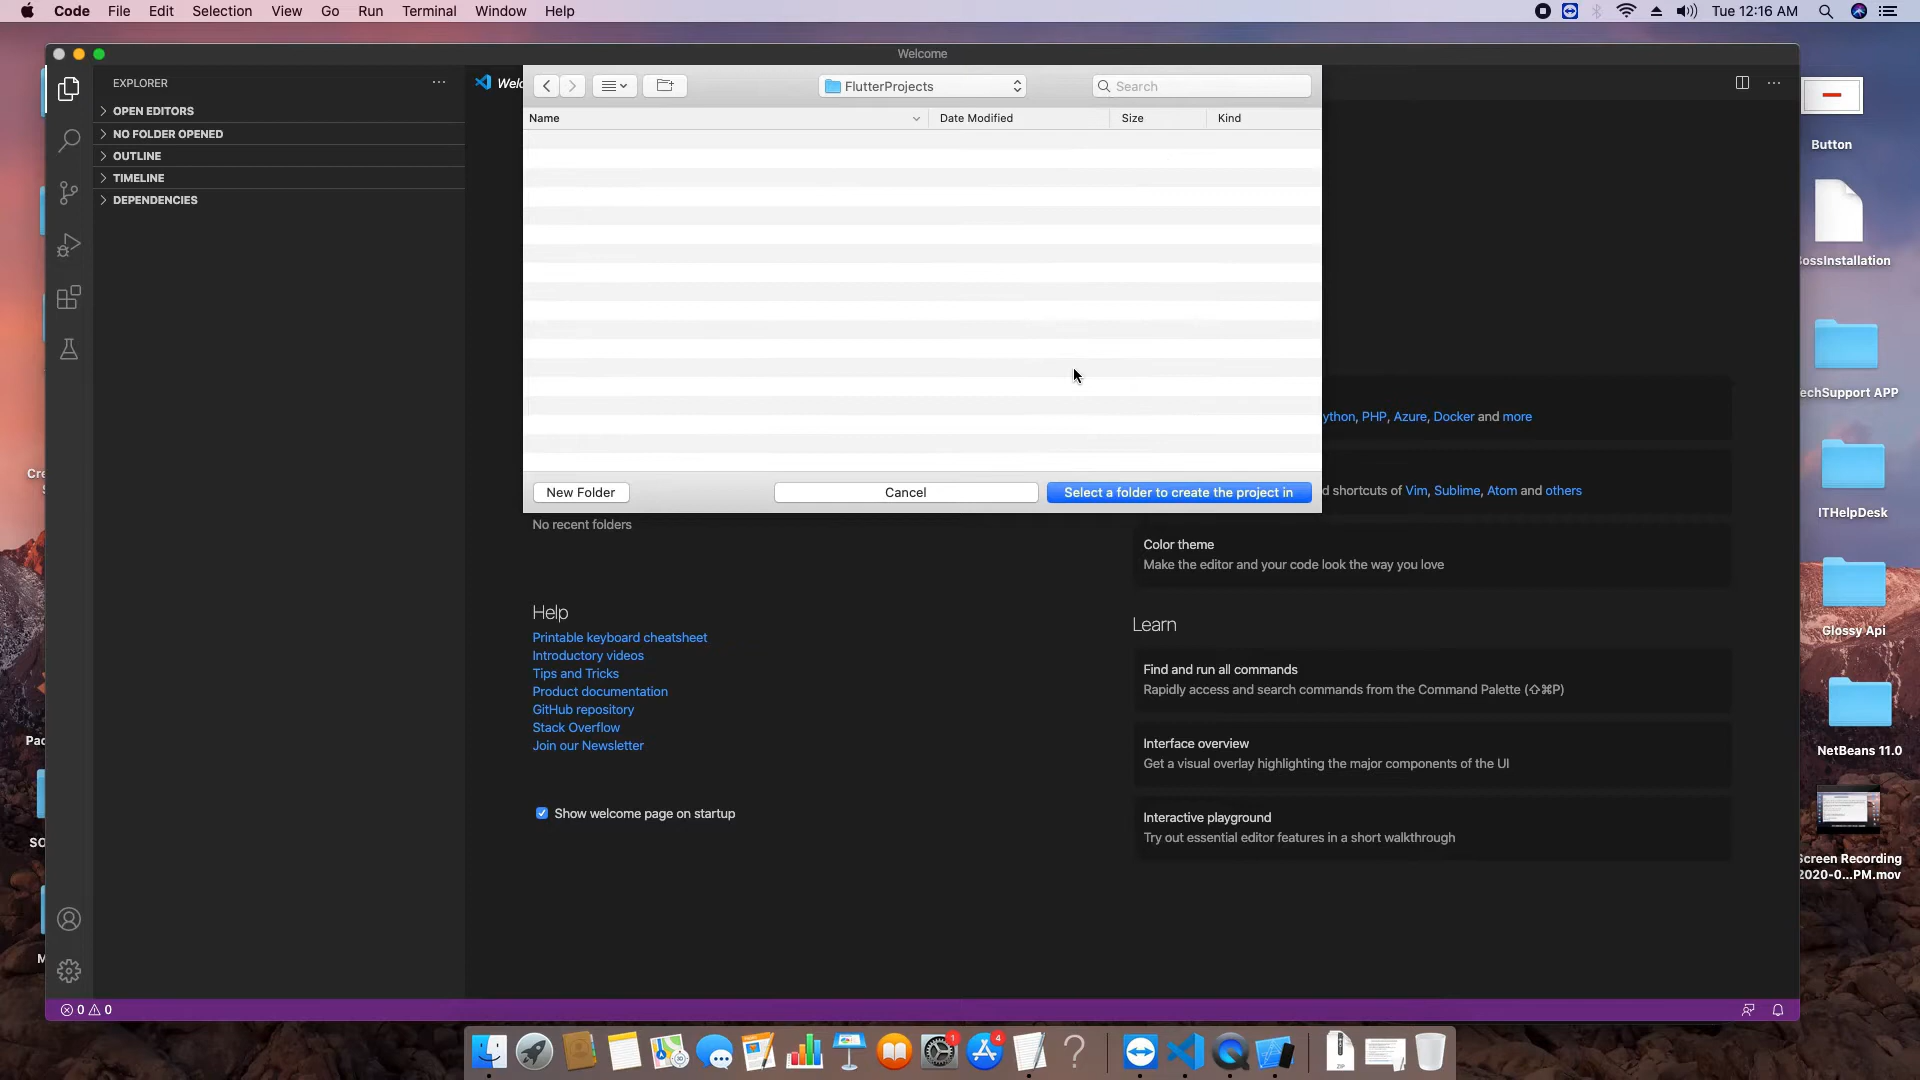 Code File Edit Selection View Go Run Terminal Window Help
Tue 12:16 AM
Welcome
EXPLORER
OPEN EDITORS
NO FOLDER OPENED
OUTLINE
TIMELINE
DEPENDENCIES
Welc
FlutterProjects
Search
Name Date Modified Size Kind
New Folder Cancel Select a folder to create the project in
No recent folders
ython, PHP, Azure, Docker and more
d shortcuts of Vim, Sublime, Atom and others
Color theme
Make the editor and your code look the way you love
Help
Printable keyboard cheatsheet
Introductory videos
Tips and Tricks
Product documentation
GitHub repository
Stack Overflow
Join our Newsletter
Show welcome page on startup
Learn
Find and run all commands
Rapidly access and search commands from the Command Palette (⇧⌘P)
Interface overview
Get a visual overlay highlighting the major components of the UI
Interactive playground
Try out essential editor features in a short walkthrough
0 0
Button
ossInstallation
echSupport APP
ITHelpDesk
Glossy Api
NetBeans 11.0
Screen Recording
2020-0...PM.mov
Cre
Pac
SO
M
1
4
ZIP